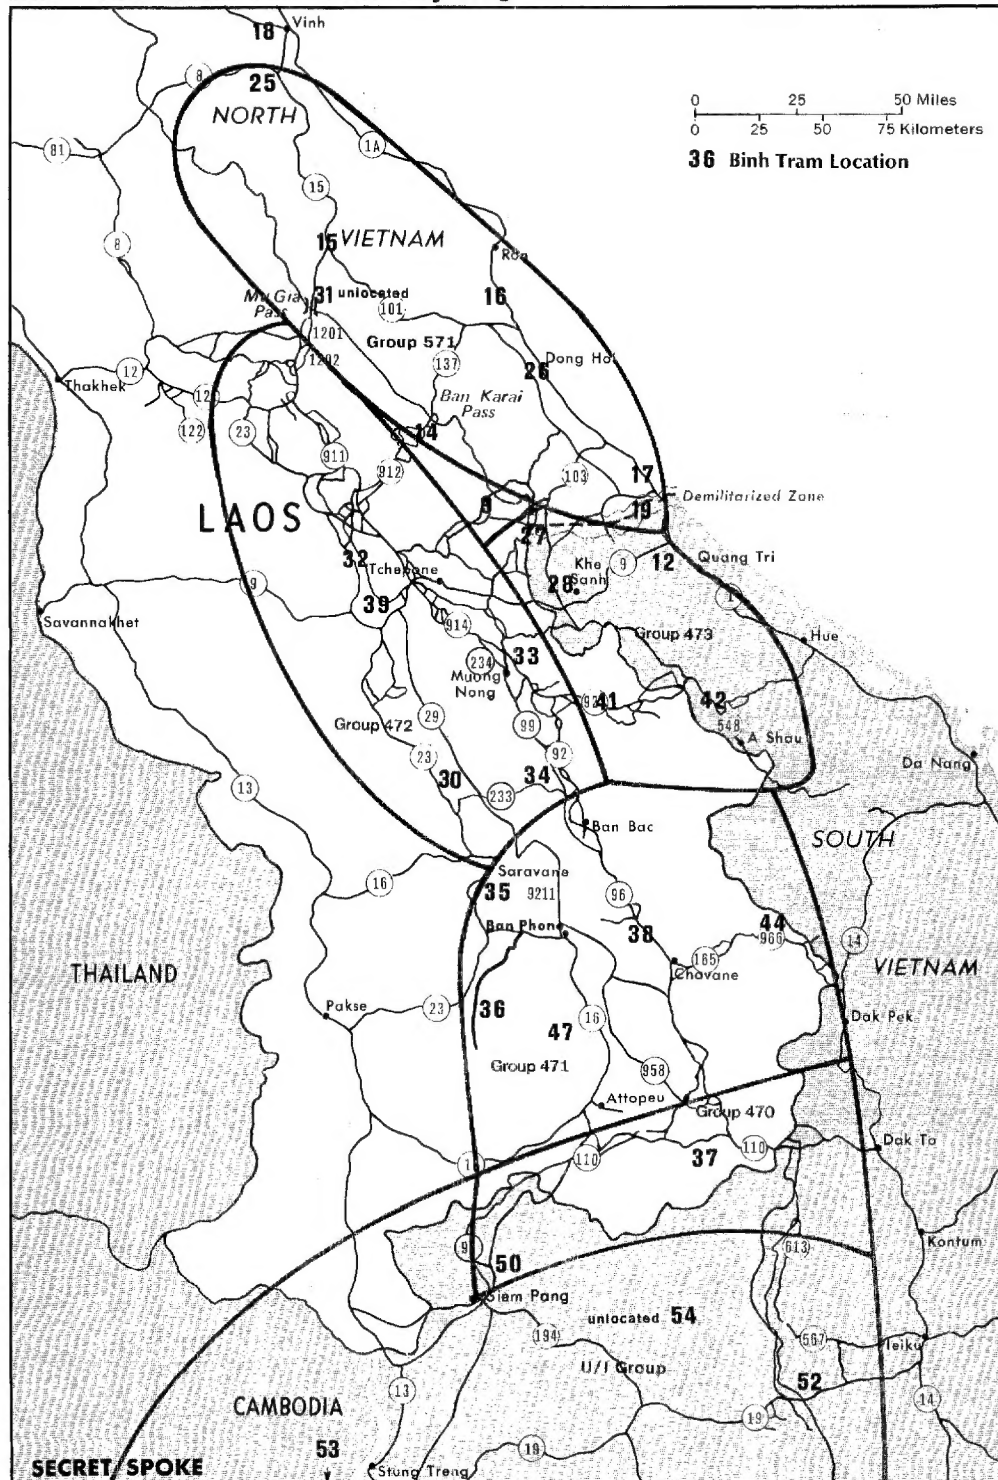 Vinh
18
8
25
NORTH
0 25 50 Miles
0 25 50 75 Kilometers
36 Binh Tram Location
81
1A
15
8
15 VIETNAM
Ron
Mu Gia
Pass
31 unlocated
16
101
1201
Group 571
1202
137
Dong Hoi
26
12
Thakhek
12
Ban Karai
Pass
122
23
14
911
912
103
17
Demilitarized Zone
LAOS
9
19
27
32
Tchepone
Khe
Sanh
9
12
Quang Tri
28
9
39
1
Savannakhet
914
Group 473
Hue
234
33
Muong
Nong
41
42
Group 472
29
99
548
A Shau
23
92
Da Nang
30
34
13
233
Ban Bac
SOUTH
Saravane
16
35
9211
96
44
Ban Phone
38
966
14
165
THAILAND
Chavane
VIETNAM
Pakse
23
36
47
16
Dak Pek
Group 471
958
Attopeu
Group 470
110
37
110
Dak To
Kontum
9
613
50
Siem Pang
unlocated 54
194
567
U/I Group
52
13
CAMBODIA
14
19
53
19
SECRET/SPOKE
Stung Treng